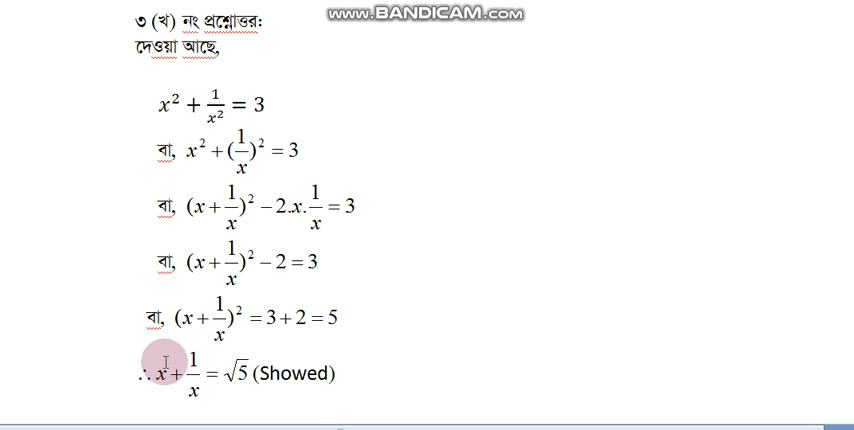 www.BANDICAM.com
৩ (খ) নং প্রশ্নোত্তর:
দেওয়া আছে,
x² + 1/x² = 3
বা, x² + (1/x)² = 3
বা, (x + 1/x)² − 2.x.1/x = 3
বা, (x + 1/x)² − 2 = 3
বা, (x + 1/x)² = 3 + 2 = 5
∴ x + 1/x = √5 (Showed)